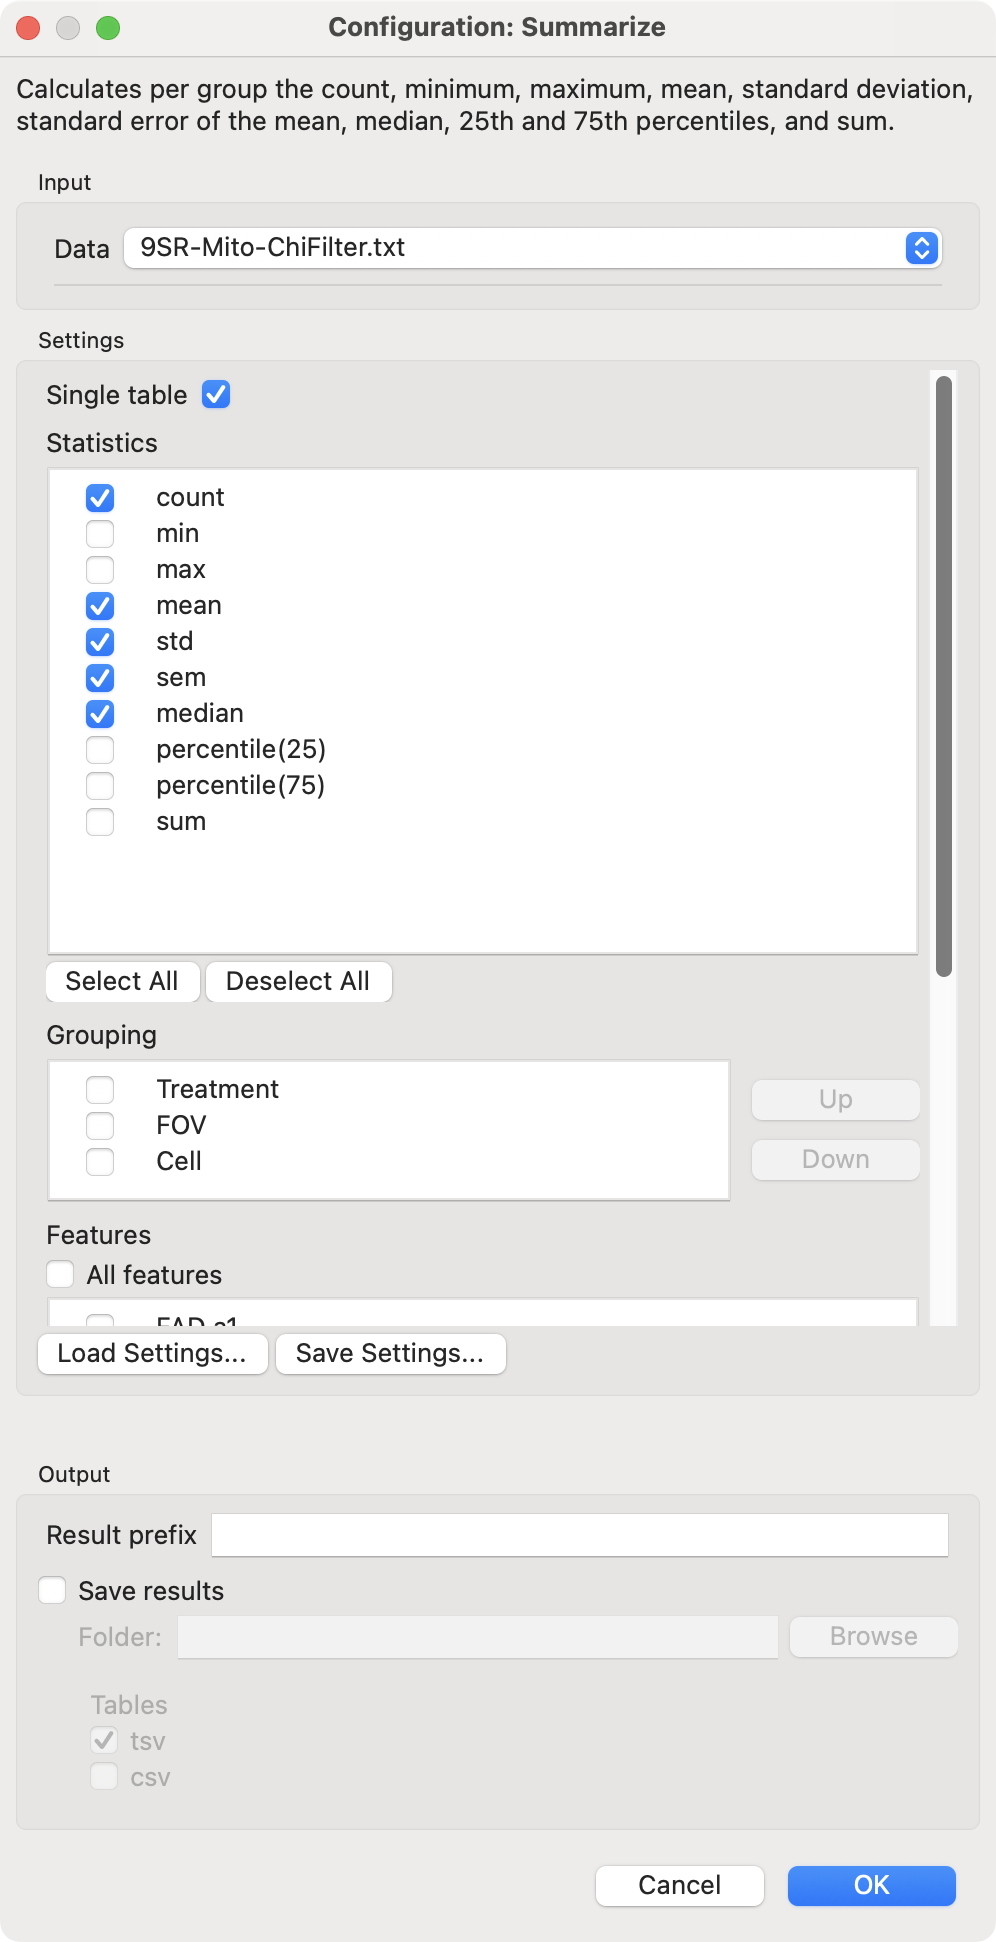 Configuration: Summarize
Calculates per group the count, minimum, maximum, mean, standard deviation,
standard error of the mean, median, 25th and 75th percentiles, and sum.
Input
Data 9SR-Mito-ChiFilter.txt
Settings
Single table
Statistics
count
min
max
mean
std
sem
median
percentile(25)
percentile(75)
sum
Select All Deselect All
Grouping
Treatment
FOV
Cell
Up
Down
Features
All features
FAD a1
Load Settings... Save Settings...
Output
Result prefix
Save results
Folder: Browse
Tables
tsv
csv
Cancel OK